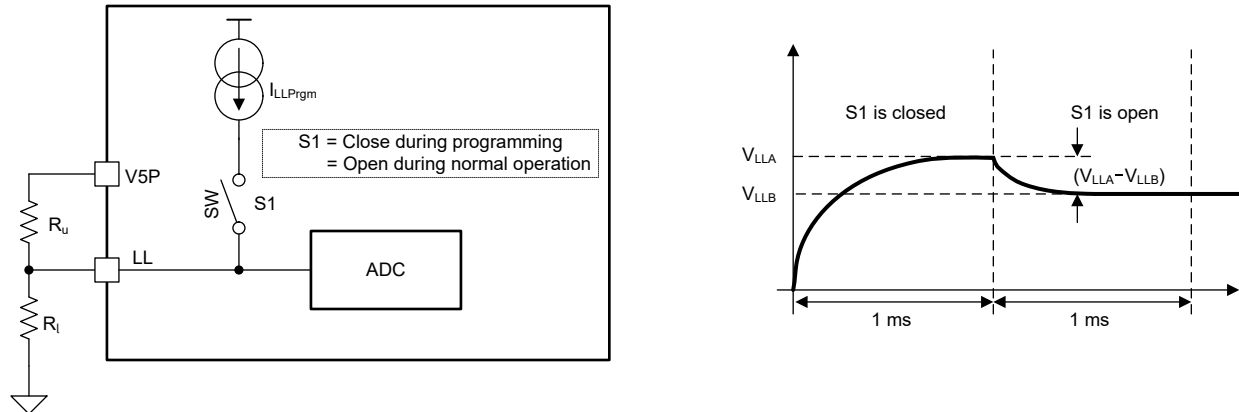 I_LLPrgm
S1 = Close during programming
= Open during normal operation
V5P
SW
S1
R_u
LL
ADC
R_l
S1 is closed
S1 is open
V_LLA
(V_LLA–V_LLB)
V_LLB
1 ms
1 ms